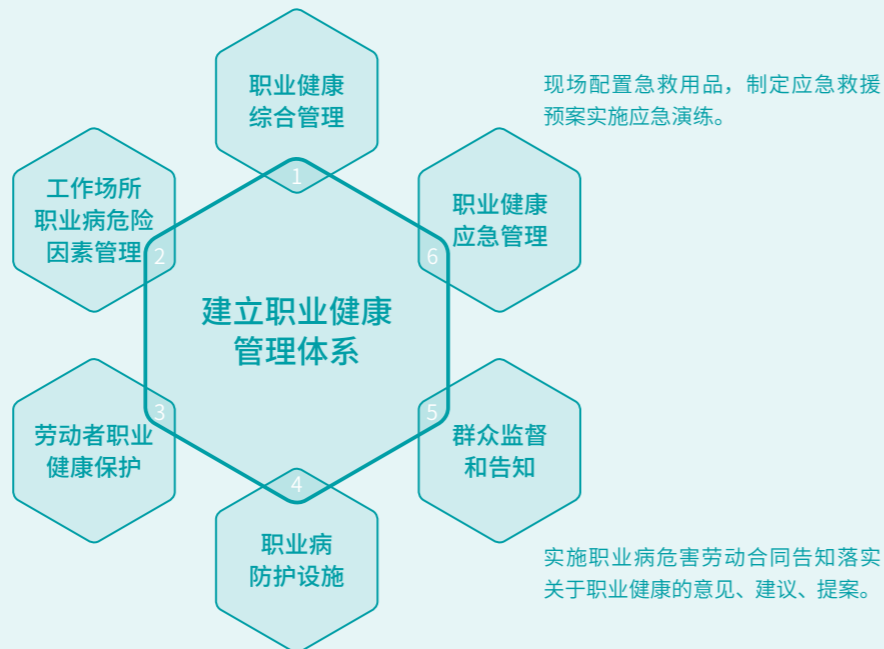 职业健康
综合管理
1
工作场所
职业病危险
因素管理
2
劳动者职业
健康保护
3
职业病
防护设施
4
群众监督
和告知
5
职业健康
应急管理
6
建立职业健康
管理体系
现场配置急救用品，制定应急救援
预案实施应急演练。
实施职业病危害劳动合同告知落实
关于职业健康的意见、建议、提案。